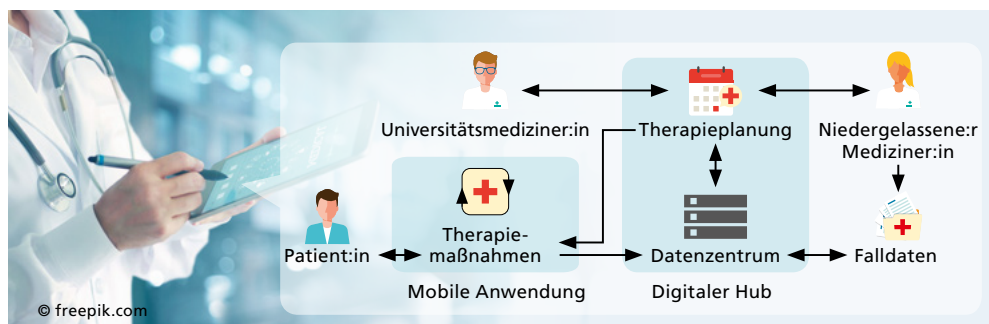 Universitätsmediziner:in
Therapieplanung
Niedergelassene:r
Mediziner:in
Patient:in
Therapie-
maßnahmen
Datenzentrum
Falldaten
Mobile Anwendung
Digitaler Hub
© freepik.com